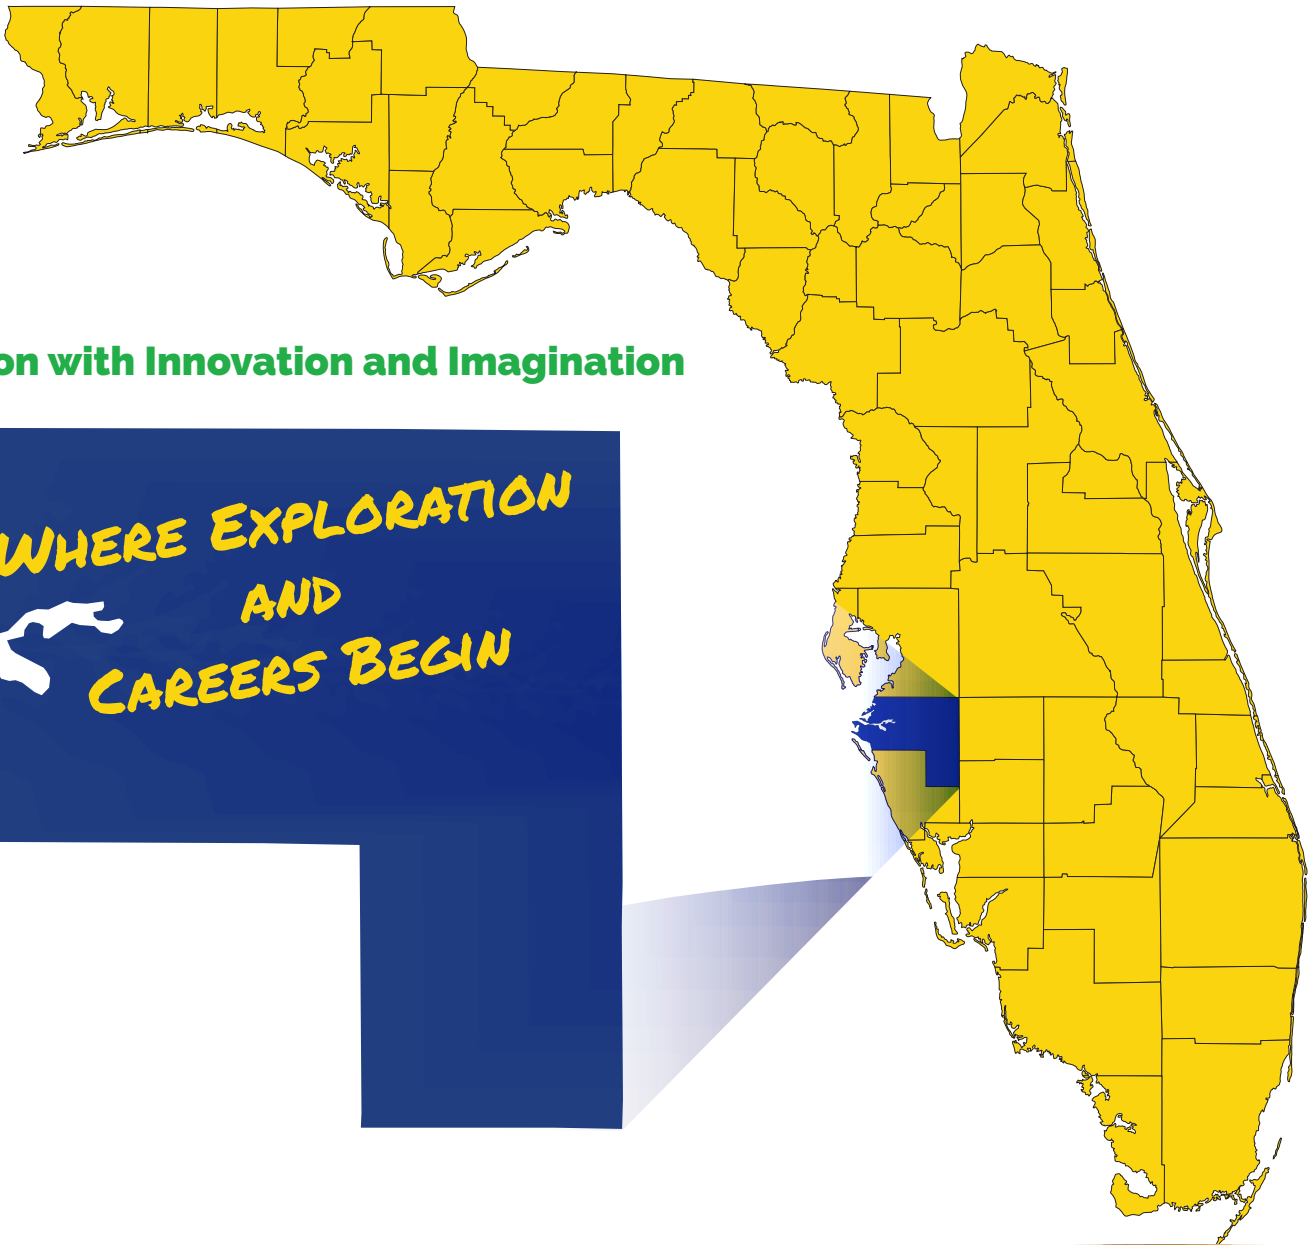 on with Innovation and Imagination
Where Exploration
and
Careers Begin